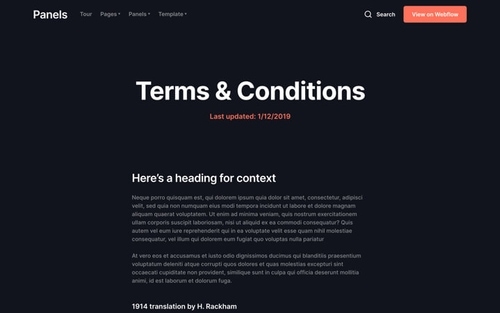 Panels Tour Pages Panels Template Search View on Webflow
Terms & Conditions
Last updated: 1/12/2019
Here's a heading for context
Neque porro quisquam est, qui dolorem ipsum quia dolor sit amet, consectetur, adipisci
velit, sed quia non numquam eius modi tempora incidunt ut labore et dolore magnam
aliquam quaerat voluptatem. Ut enim ad minima veniam, quis nostrum exercitationem
ullam corporis suscipit laboriosam, nisi ut aliquid ex ea commodi consequatur? Quis
autem vel eum iure reprehenderit qui in ea voluptate velit esse quam nihil molestiae
consequatur, vel illum qui dolorem eum fugiat quo voluptas nulla pariatur
At vero eos et accusamus et iusto odio dignissimos ducimus qui blanditiis praesentium
voluptatum deleniti atque corrupti quos dolores et quas molestias excepturi sint
occaecati cupiditate non provident, similique sunt in culpa qui officia deserunt mollitia
animi, id est laborum et dolorum fuga.
1914 translation by H. Rackham